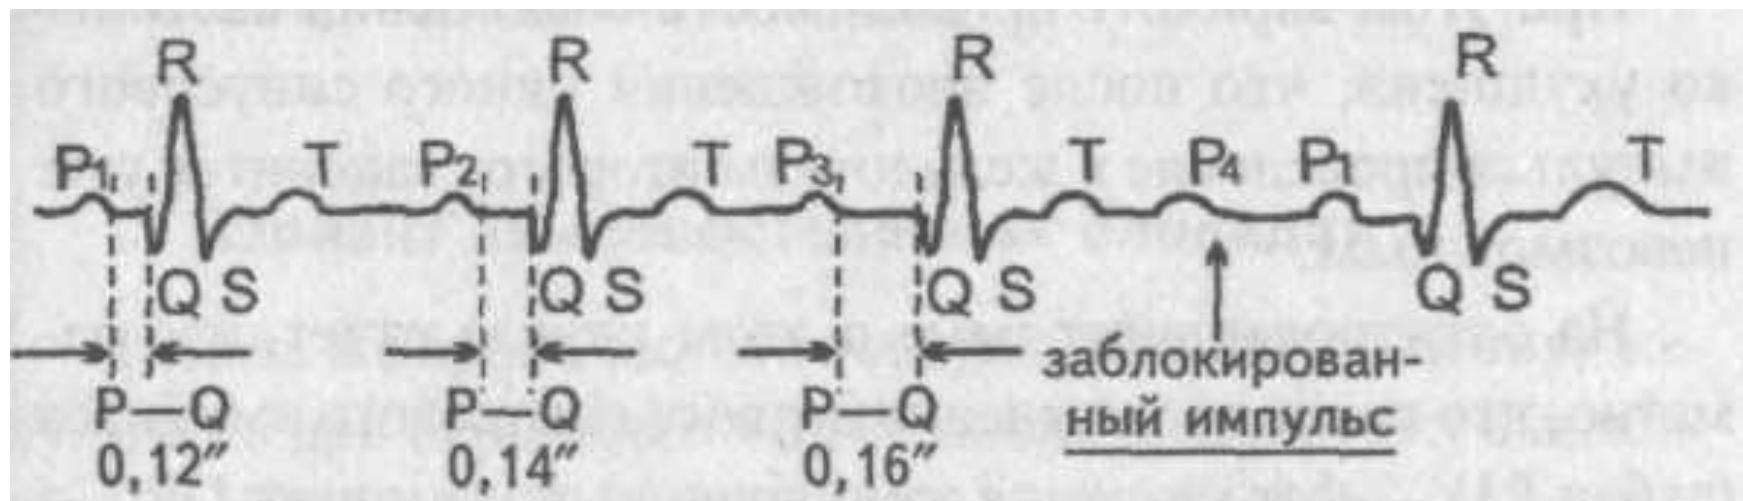 R R R R
P₁ T P₂ T P₃ T P₄ P₁ T
Q S Q S Q S Q S
заблокирован-
ный импульс
P—Q P—Q P—Q
0,12″ 0,14″ 0,16″